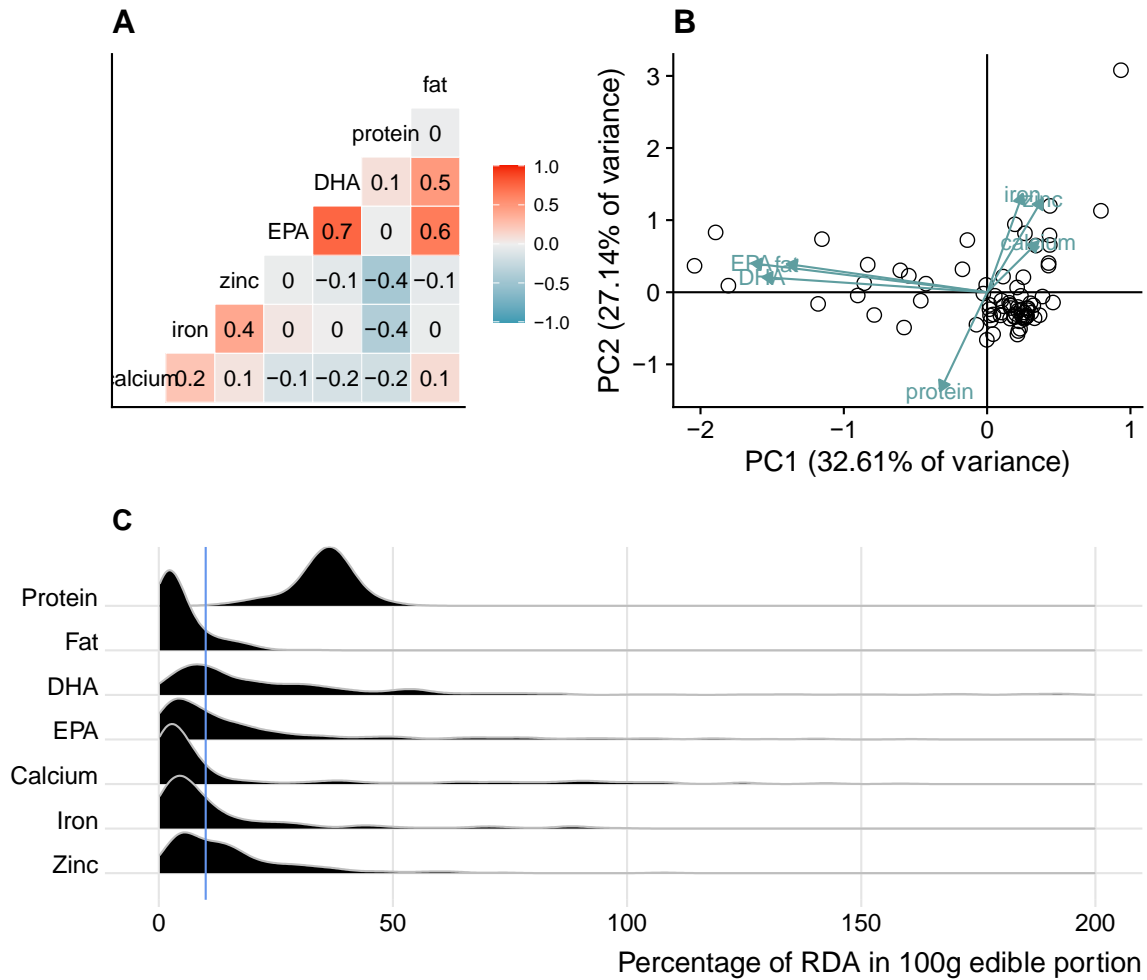 A
fat
protein 0
DHA 0.1 0.5
EPA 0.7 0 0.6
zinc 0 −0.1 −0.4 −0.1
iron 0.4 0 0 −0.4 0
calcium 0.2 0.1 −0.1 −0.2 −0.2 0.1
1.0
0.5
0.0
−0.5
−1.0
B
PC2 (27.14% of variance)
3
2
1
0
−1
iron
zinc
calcium
EPA
fat
DHA
protein
−2 −1 0 1
PC1 (32.61% of variance)
C
Protein
Fat
DHA
EPA
Calcium
Iron
Zinc
0 50 100 150 200
Percentage of RDA in 100g edible portion